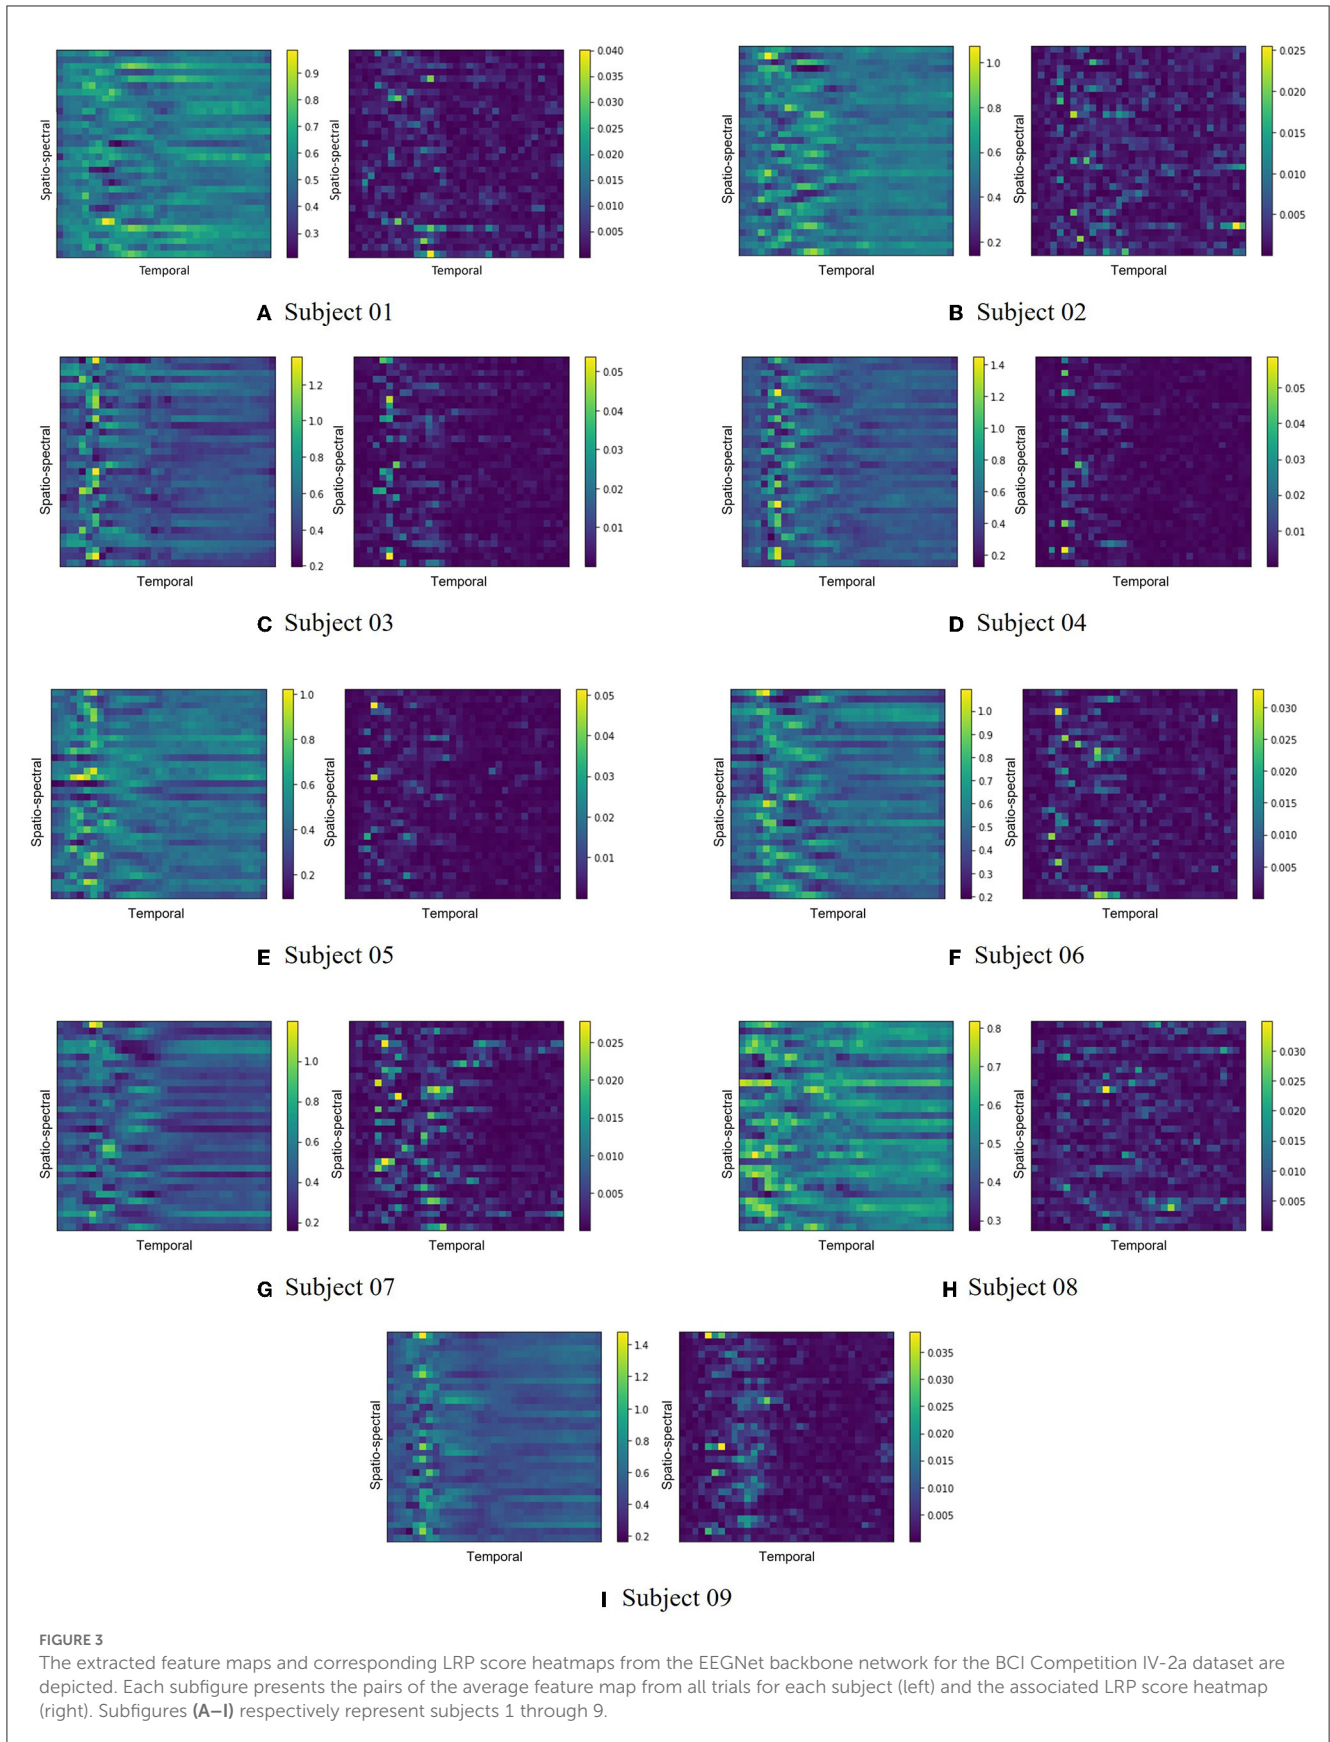 Spatio-spectral
Temporal
0.9
0.8
0.7
0.6
0.5
0.4
0.3
Spatio-spectral
Temporal
0.040
0.035
0.030
0.025
0.020
0.015
0.010
0.005
A Subject 01
Spatio-spectral
Temporal
1.0
0.8
0.6
0.4
0.2
Spatio-spectral
Temporal
0.025
0.020
0.015
0.010
0.005
B Subject 02
Spatio-spectral
Temporal
1.2
1.0
0.8
0.6
0.4
0.2
Spatio-spectral
Temporal
0.05
0.04
0.03
0.02
0.01
C Subject 03
Spatio-spectral
Temporal
1.4
1.2
1.0
0.8
0.6
0.4
0.2
Spatio-spectral
Temporal
0.05
0.04
0.03
0.02
0.01
D Subject 04
Spatio-spectral
Temporal
1.0
0.8
0.6
0.4
0.2
Spatio-spectral
Temporal
0.05
0.04
0.03
0.02
0.01
E Subject 05
Spatio-spectral
Temporal
1.0
0.9
0.8
0.7
0.6
0.5
0.4
0.3
0.2
Spatio-spectral
Temporal
0.030
0.025
0.020
0.015
0.010
0.005
F Subject 06
Spatio-spectral
Temporal
1.0
0.8
0.6
0.4
0.2
Spatio-spectral
Temporal
0.025
0.020
0.015
0.010
0.005
G Subject 07
Spatio-spectral
Temporal
0.8
0.7
0.6
0.5
0.4
0.3
Spatio-spectral
Temporal
0.030
0.025
0.020
0.015
0.010
0.005
H Subject 08
Spatio-spectral
Temporal
1.4
1.2
1.0
0.8
0.6
0.4
0.2
Spatio-spectral
Temporal
0.035
0.030
0.025
0.020
0.015
0.010
0.005
I Subject 09
FIGURE 3
The extracted feature maps and corresponding LRP score heatmaps from the EEGNet backbone network for the BCI Competition IV-2a dataset are
depicted. Each subfigure presents the pairs of the average feature map from all trials for each subject (left) and the associated LRP score heatmap
(right). Subfigures (A–I) respectively represent subjects 1 through 9.